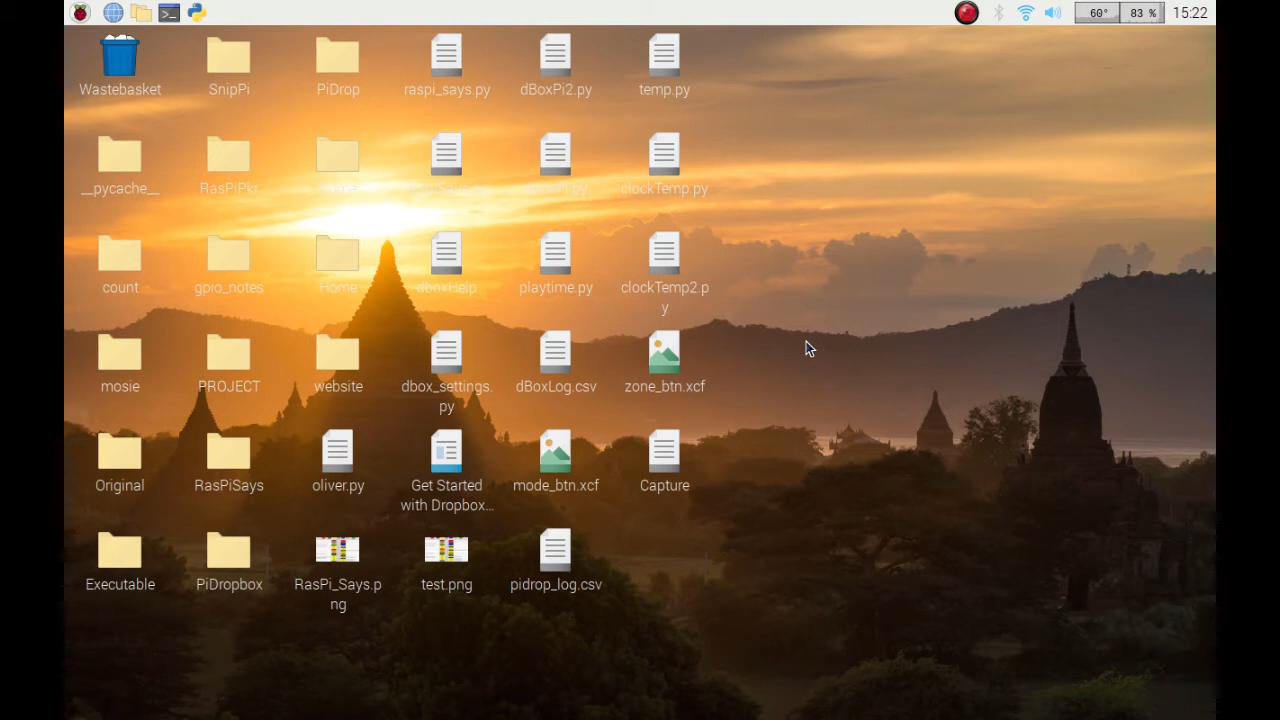 60° 83 % 15:22
Wastebasket SnipPi PiDrop raspi_says.py dBoxPi2.py temp.py
__pycache__ RasPiPkr clockTemp.py
count gpio_notes Home dboxHelp playtime.py clockTemp2.p
y
mosie PROJECT website dbox_settings. dBoxLog.csv zone_btn.xcf
py
Original RasPiSays oliver.py Get Started mode_btn.xcf Capture
with Dropbox...
Executable PiDropbox RasPi_Says.p test.png pidrop_log.csv
ng